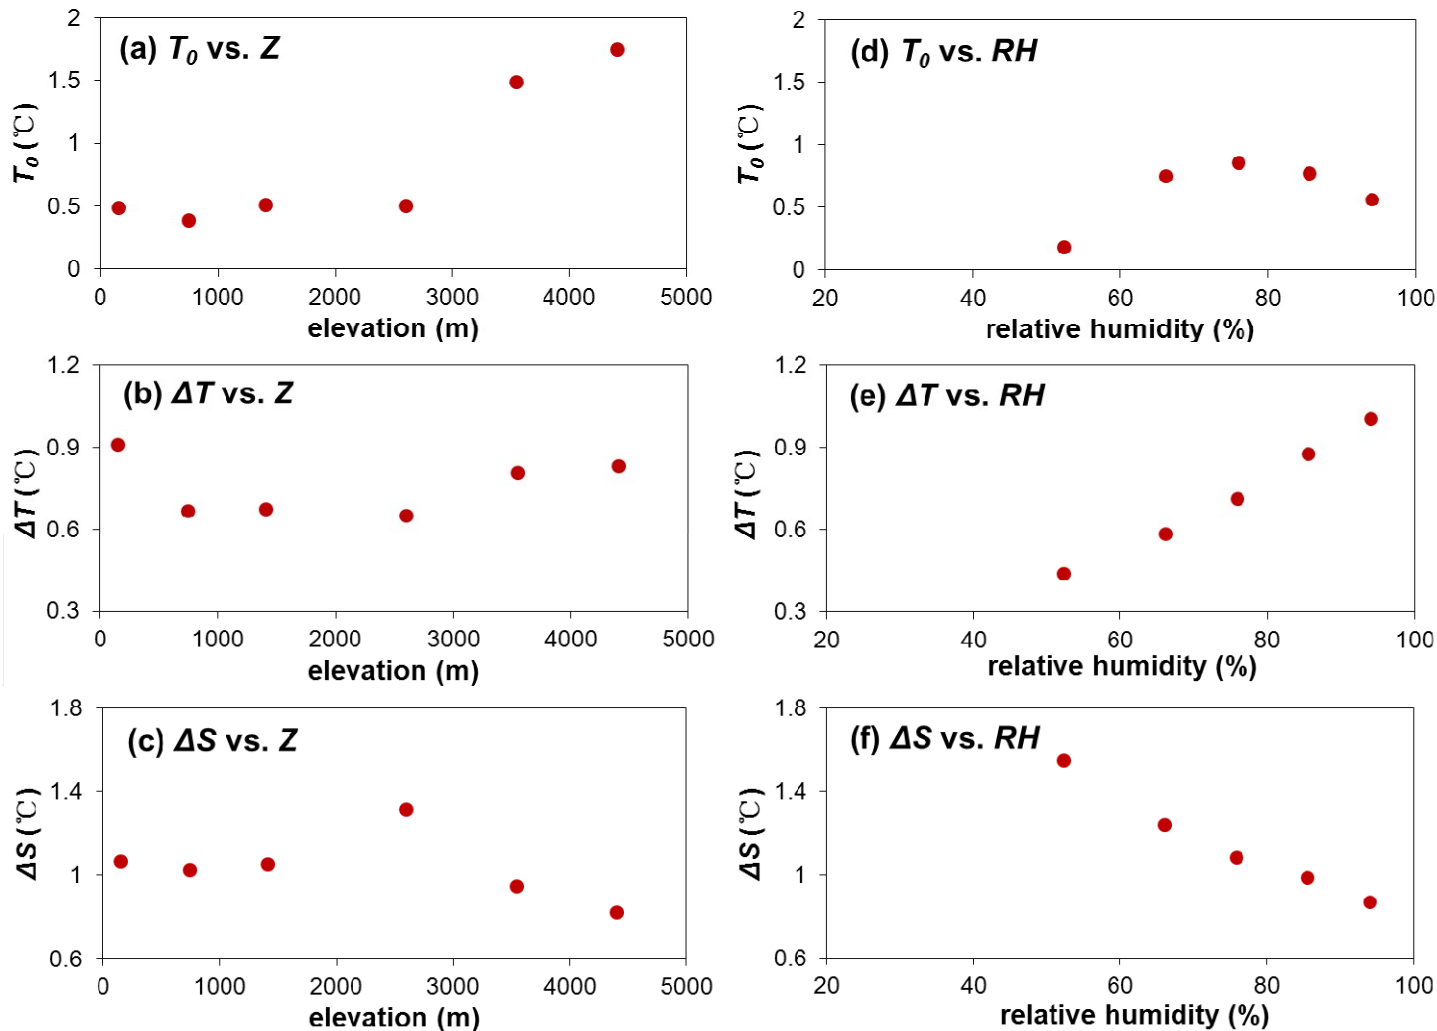 (a) T₀ vs. Z
2
1.5
1
0.5
0
T₀ (℃)
0 1000 2000 3000 4000 5000
elevation (m)
(d) T₀ vs. RH
2
1.5
1
0.5
0
T₀ (℃)
20 40 60 80 100
relative humidity (%)
(b) ΔT vs. Z
1.2
0.9
0.6
0.3
ΔT (℃)
0 1000 2000 3000 4000 5000
elevation (m)
(e) ΔT vs. RH
1.2
0.9
0.6
0.3
ΔT (℃)
20 40 60 80 100
relative humidity (%)
(c) ΔS vs. Z
1.8
1.4
1
0.6
ΔS (℃)
0 1000 2000 3000 4000 5000
elevation (m)
(f) ΔS vs. RH
1.8
1.4
1
0.6
ΔS (℃)
20 40 60 80 100
relative humidity (%)